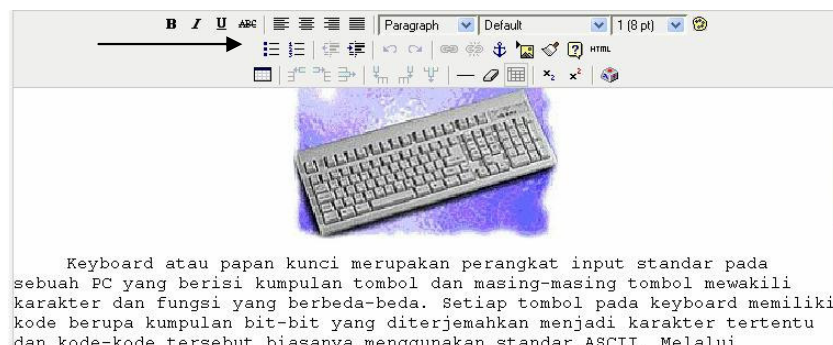 B I U ABC Paragraph Default 1 (8 pt)
? HTML
x₂ x²
Keyboard atau papan kunci merupakan perangkat input standar pada
sebuah PC yang berisi kumpulan tombol dan masing-masing tombol mewakili
karakter dan fungsi yang berbeda-beda. Setiap tombol pada keyboard memiliki
kode berupa kumpulan bit-bit yang diterjemahkan menjadi karakter tertentu
dan kode-kode tersebut biasanya menggunakan standar ASCII. Melalui